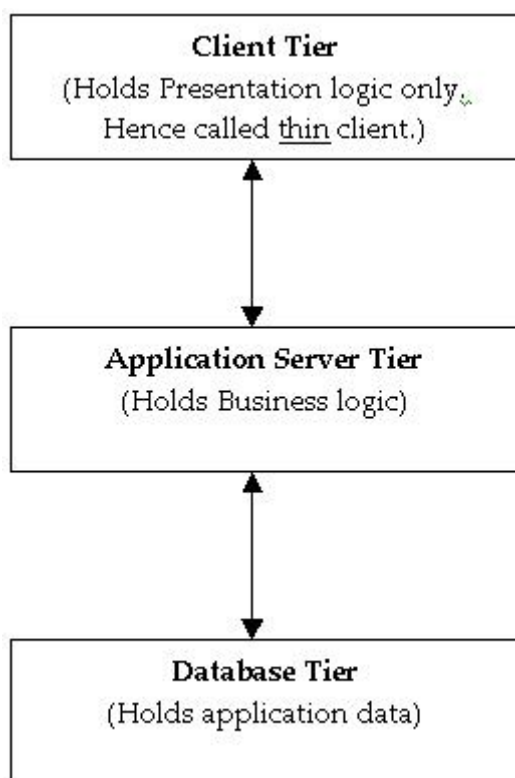 Client Tier
(Holds Presentation logic only,
Hence called thin client.)
Application Server Tier
(Holds Business logic)
Database Tier
(Holds application data)